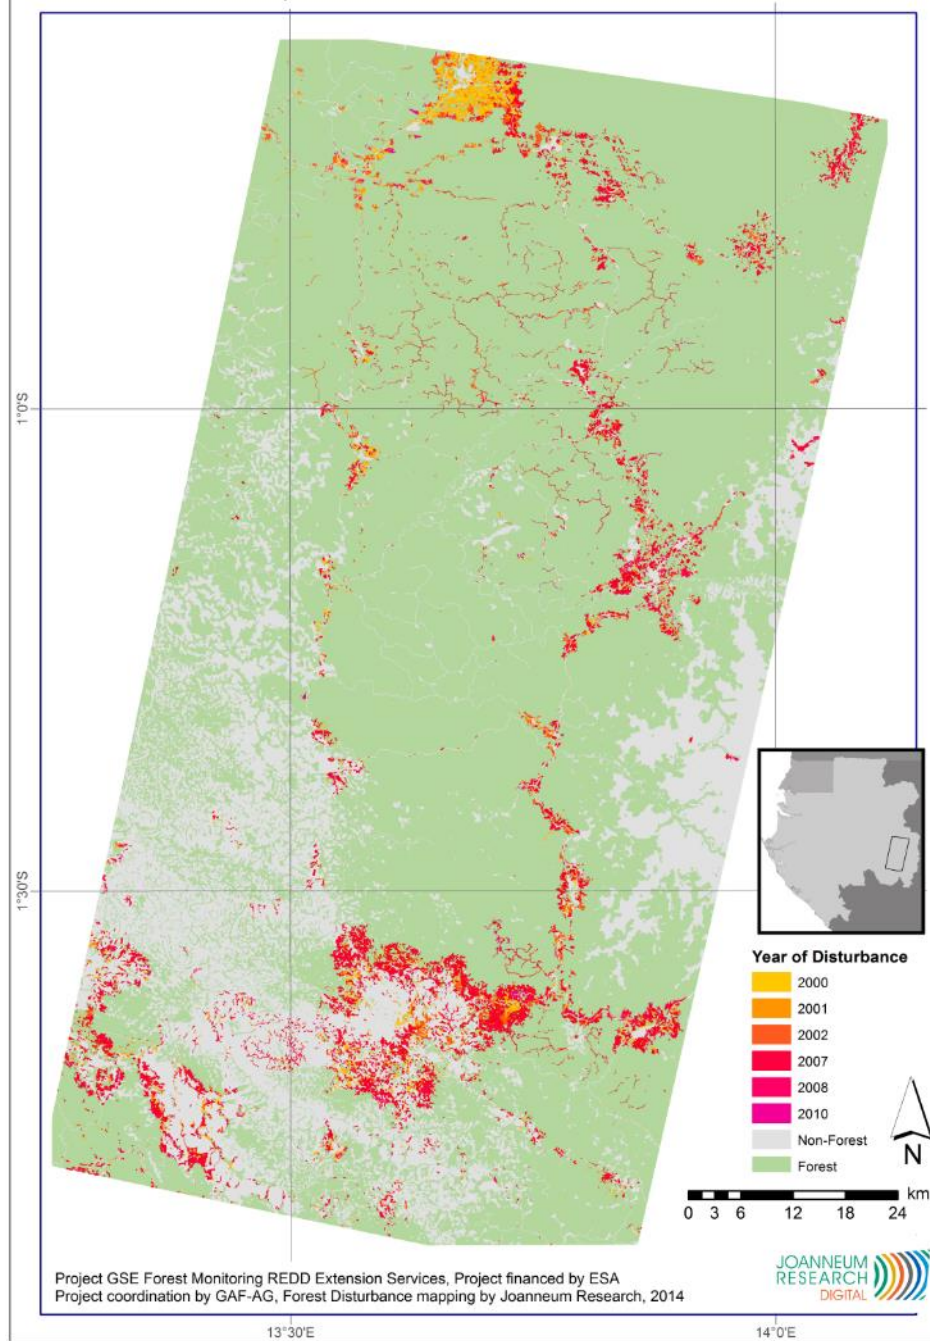 1°0'S
1°30'S
Year of Disturbance
2000
2001
2002
2007
2008
2010
Non-Forest
Forest
N
km
0 3 6 12 18 24
Project GSE Forest Monitoring REDD Extension Services, Project financed by ESA
Project coordination by GAF-AG, Forest Disturbance mapping by Joanneum Research, 2014
JOANNEUM
RESEARCH
DIGITAL
13°30'E
14°0'E